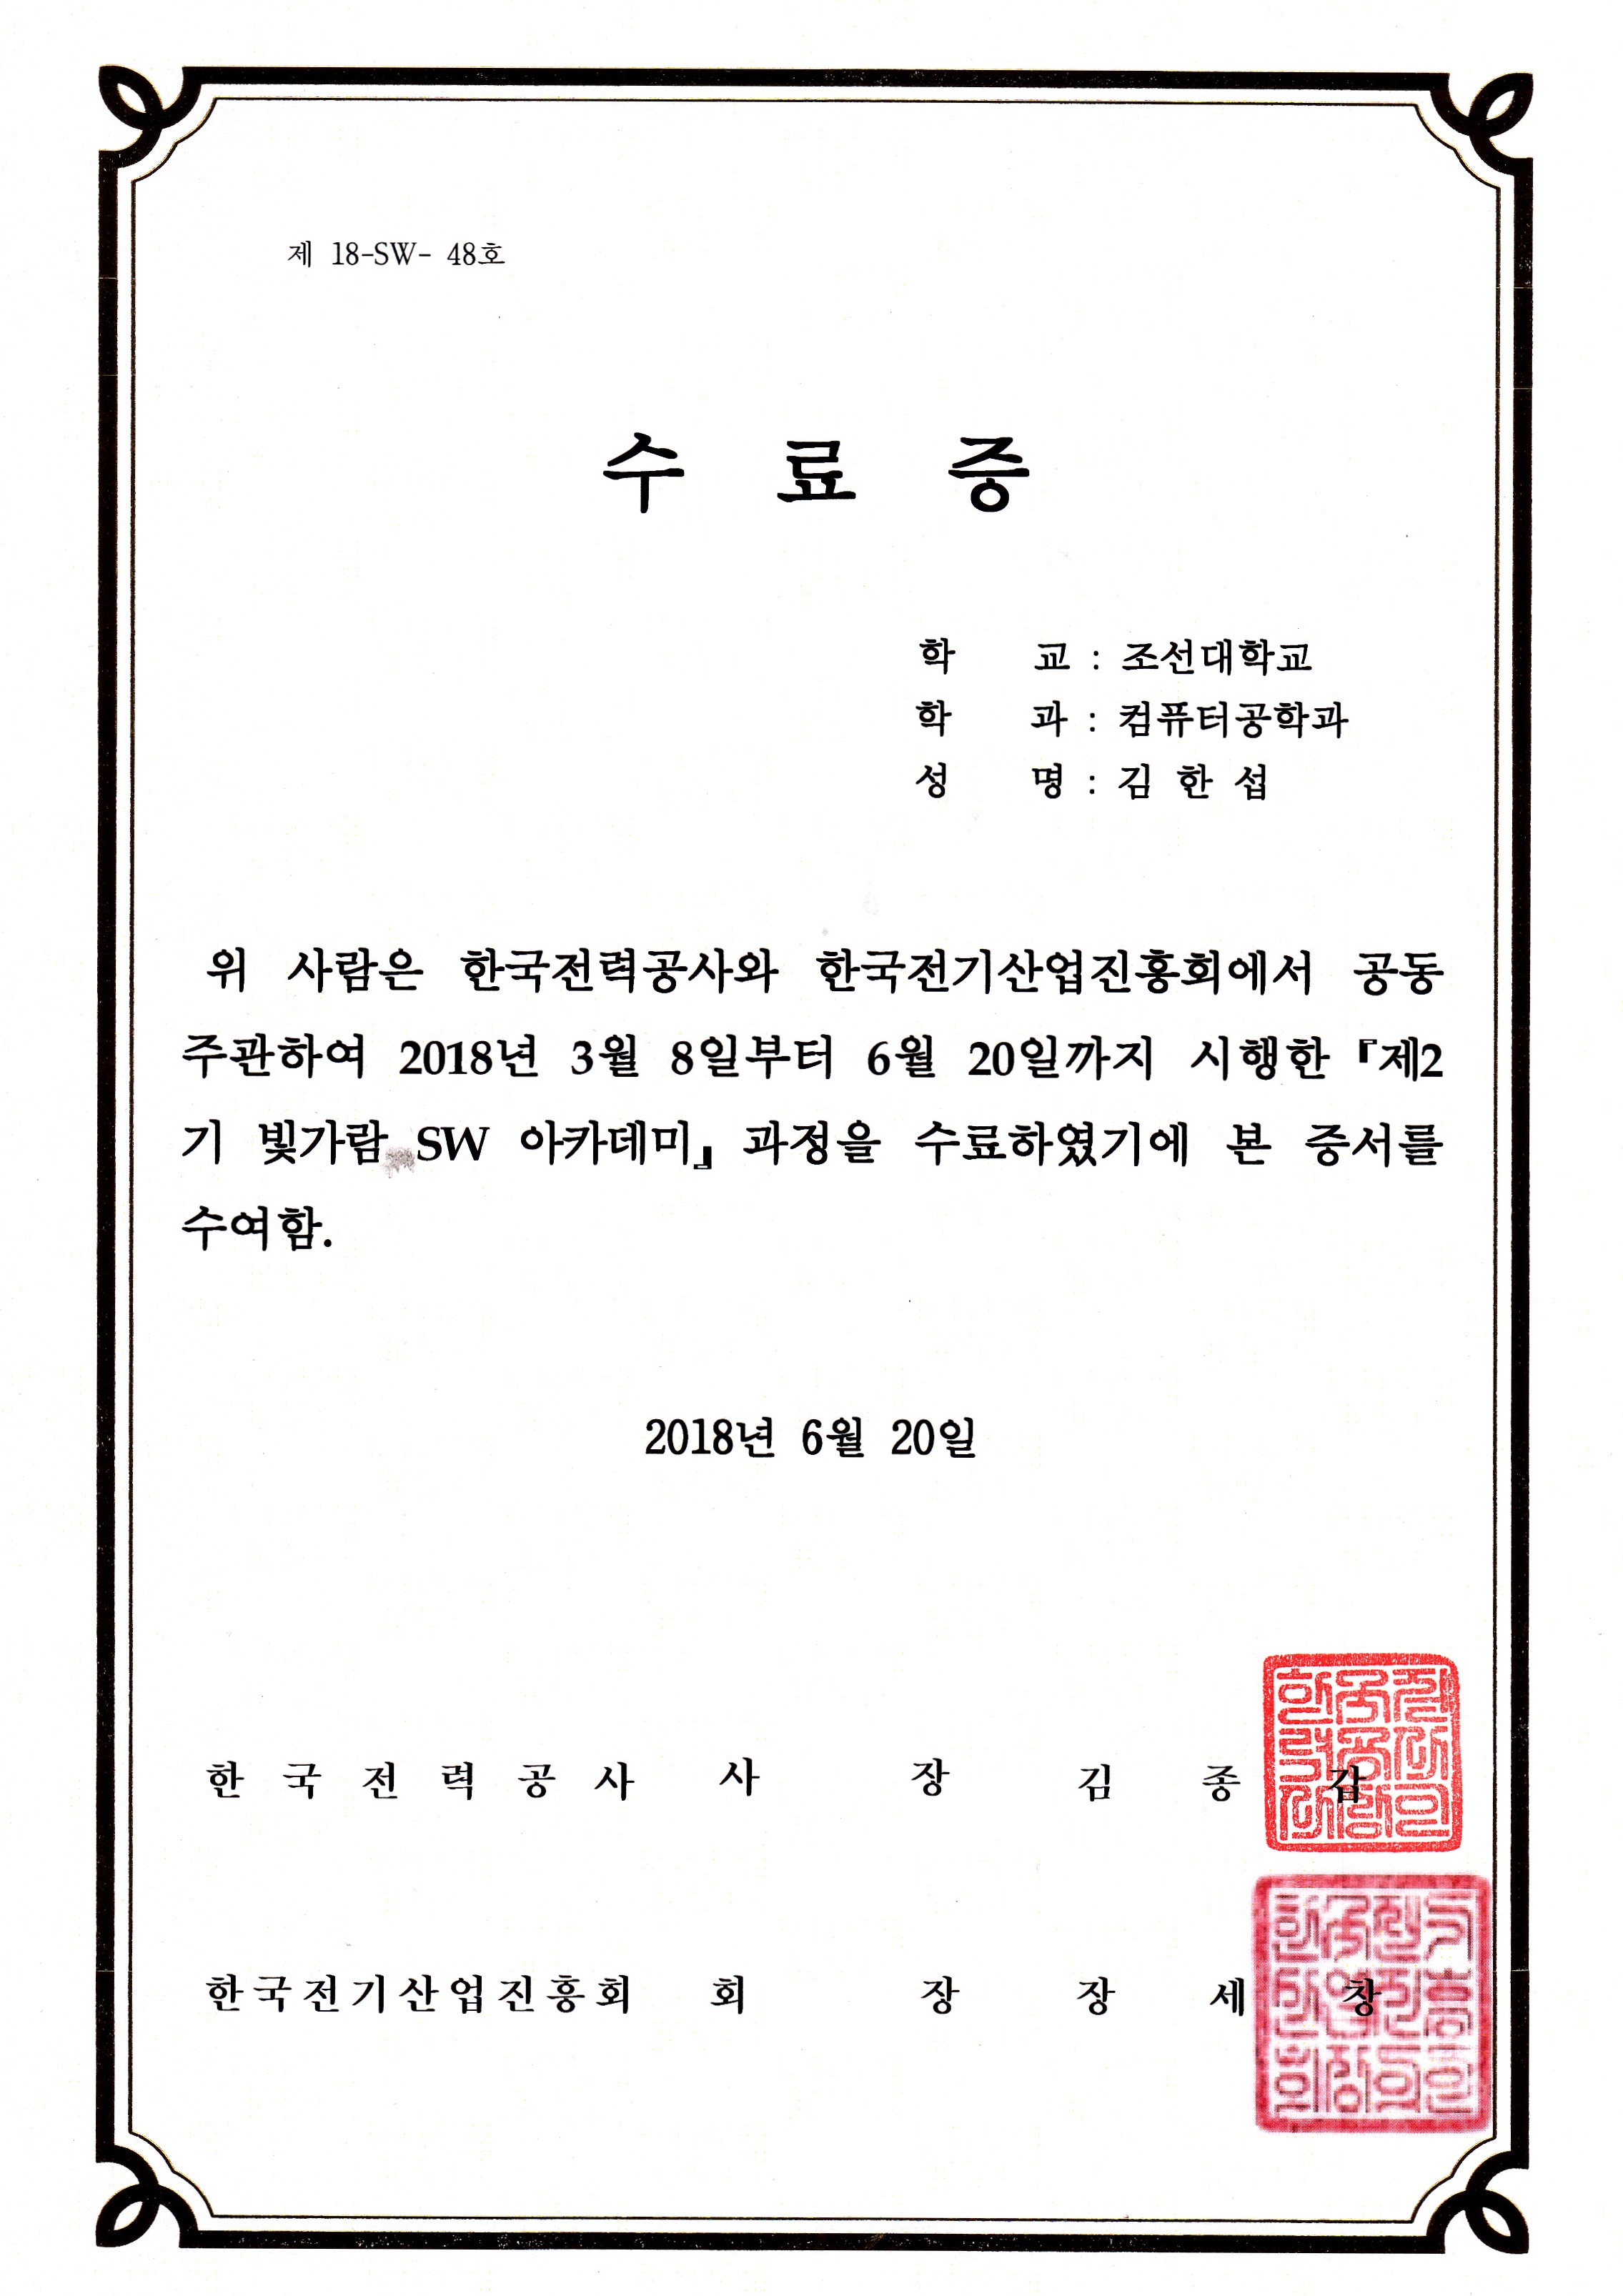 제 18-SW- 48호
수 료 증
학 교 : 조선대학교
학 과 : 컴퓨터공학과
성 명 : 김 한 섭
위 사람은 한국전력공사와 한국전기산업진흥회에서 공동
주관하여 2018년 3월 8일부터 6월 20일까지 시행한 『제2
기 빛가람 SW 아카데미』 과정을 수료하였기에 본 증서를
수여함.
2018년 6월 20일
한 국 전 력 공 사 사 장 김 종 갑
한국전기산업진흥회 회 장 장 세 창